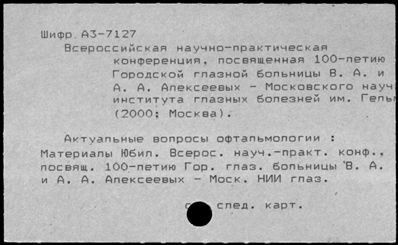 Шифр А3-7127
Всероссийская научно-практическая
конференция, посвященная 100-летию
Городской глазной больницы В. А. и
А. А. Алексеевых - Московского науч
института глазных болезней им. Гель
(2000; Москва).
Актуальные вопросы офтальмологии :
Материалы Юбил. Всерос. науч.-практ. конф.,
посвящ. 100-летию Гор. глаз. больницы В. А.
и А. А. Алексеевых - Моск. НИИ глаз.
след. карт.